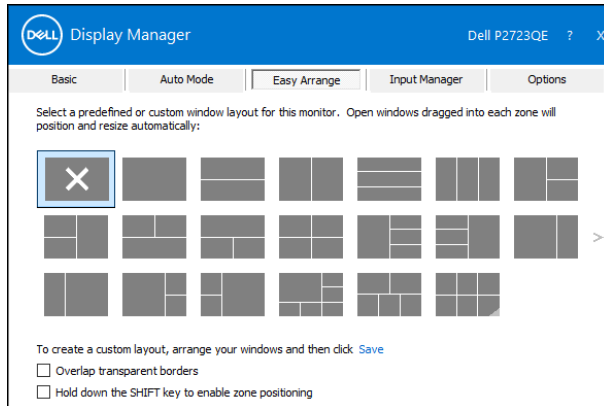 DELL Display Manager Dell P2723QE ? X
Basic Auto Mode Easy Arrange Input Manager Options
Select a predefined or custom window layout for this monitor. Open windows dragged into each zone will
position and resize automatically:
>
To create a custom layout, arrange your windows and then click Save
Overlap transparent borders
Hold down the SHIFT key to enable zone positioning